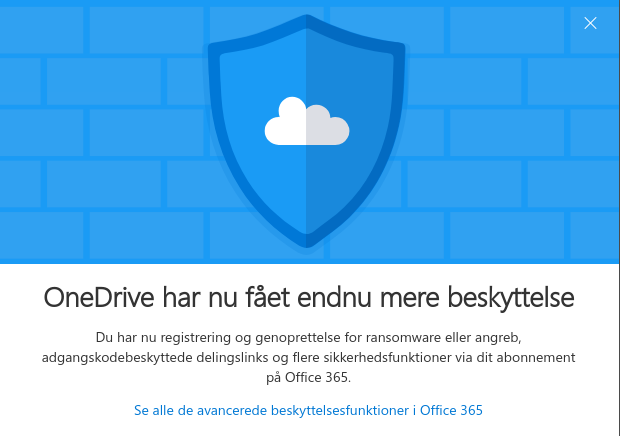 OneDrive har nu fået endnu mere beskyttelse
Du har nu registrering og genoprettelse for ransomware eller angreb,
adgangskodebeskyttede delingslinks og flere sikkerhedsfunktioner via dit abonnement
på Office 365.
Se alle de avancerede beskyttelsesfunktioner i Office 365